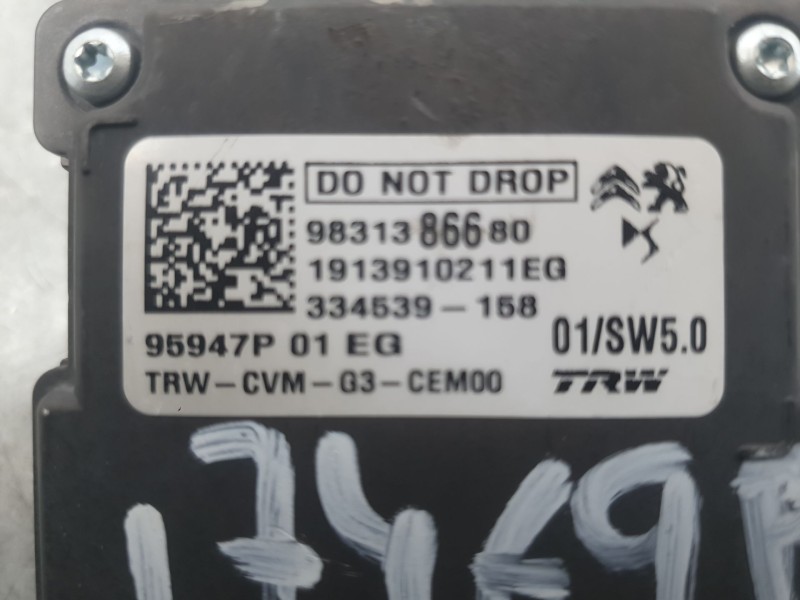 DO NOT DROP
98313 866 80
1913910211EG
334539-158
95947P 01 EG
01/SW5.0
TRW-CVM-G3-CEM00
TRW